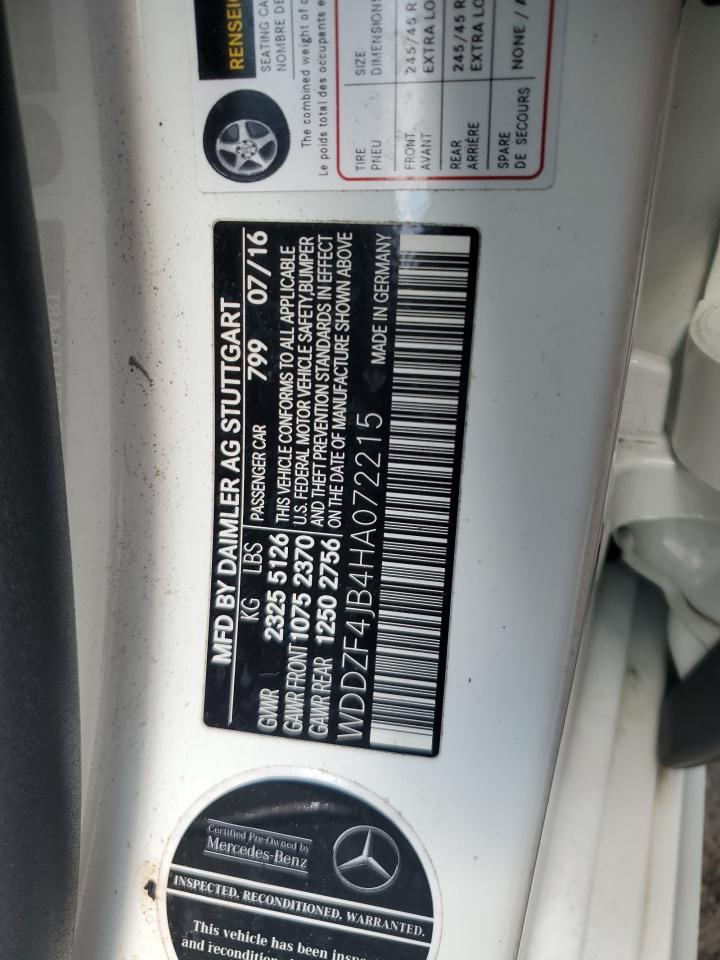 RENSEI
SEATING CA
NOMBRE DE
The combined weight of
Le poids total des occupants e
TIRE SIZE
PNEU DIMENSIONS
FRONT 245/45 R
AVANT EXTRA LO
REAR 245/45 R
ARRIÈRE EXTRA LO
SPARE NONE / A
DE SECOURS
MFD BY DAIMLER AG STUTTGART
KG LBS PASSENGER CAR 799 07/16
GVWR 2325 5126
GAWR FRONT 1075 2370
GAWR REAR 1250 2756
THIS VEHICLE CONFORMS TO ALL APPLICABLE
U.S. FEDERAL MOTOR VEHICLE SAFETY,BUMPER
AND THEFT PREVENTION STANDARDS IN EFFECT
ON THE DATE OF MANUFACTURE SHOWN ABOVE
WDDZF4JB4HA072215 MADE IN GERMANY
Certified Pre-Owned by
Mercedes-Benz
INSPECTED. RECONDITIONED. WARRANTED.
This vehicle has been inspe
and recondition